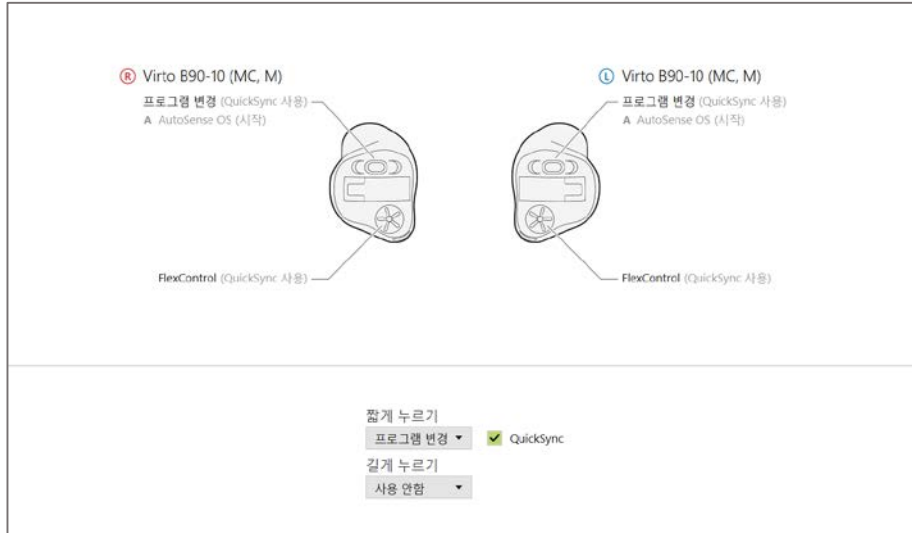 R Virto B90-10 (MC, M)
프로그램 변경 (QuickSync 사용)
A AutoSense OS (시작)
FlexControl (QuickSync 사용)
L Virto B90-10 (MC, M)
프로그램 변경 (QuickSync 사용)
A AutoSense OS (시작)
FlexControl (QuickSync 사용)
짧게 누르기
프로그램 변경 QuickSync
길게 누르기
사용 안함